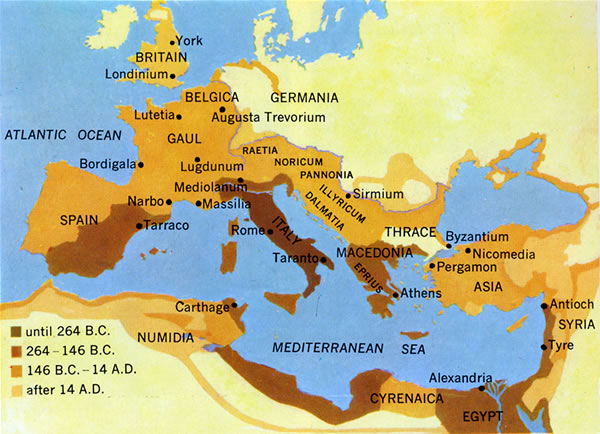 York
BRITAIN
Londinium
BELGICA
GERMANIA
Lutetia
Augusta Trevorium
ATLANTIC OCEAN
GAUL
RAETIA
NORICUM
Bordigala
Lugdunum
PANNONIA
Mediolanum
ILLYRICUM
Sirmium
Narbo
Massilia
DALMATIA
SPAIN
Tarraco
Rome
ITALY
THRACE
Byzantium
MACEDONIA
Nicomedia
Taranto
EPRIUS
Pergamon
ASIA
Athens
Carthage
Antioch
SYRIA
until 264 B.C.
264-146 B.C.
146 B.C.-14 A.D.
after 14 A.D.
NUMIDIA
MEDITERRANEAN SEA
Tyre
Alexandria
CYRENAICA
EGYPT